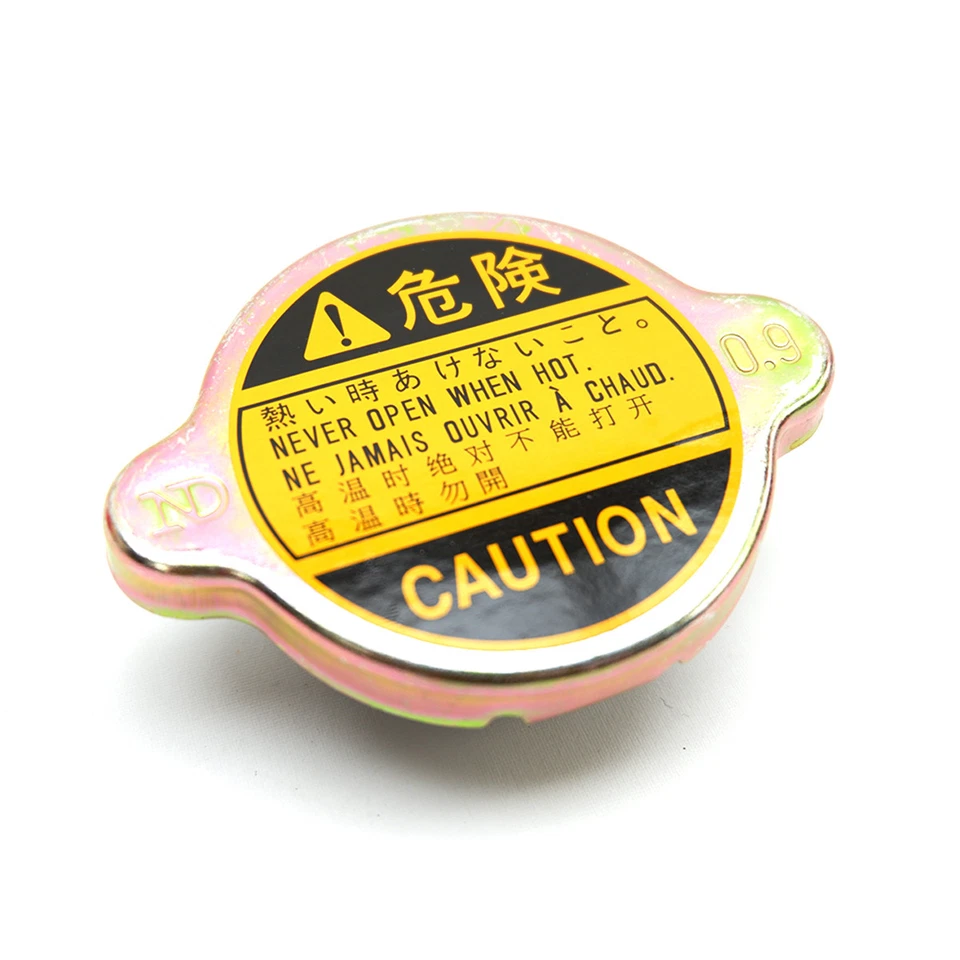 危険
熱い時あけないこと。
NEVER OPEN WHEN HOT.
NE JAMAIS OUVRIR À CHAUD.
高温时绝对不能打开
高温時勿開
CAUTION
ND
0.9